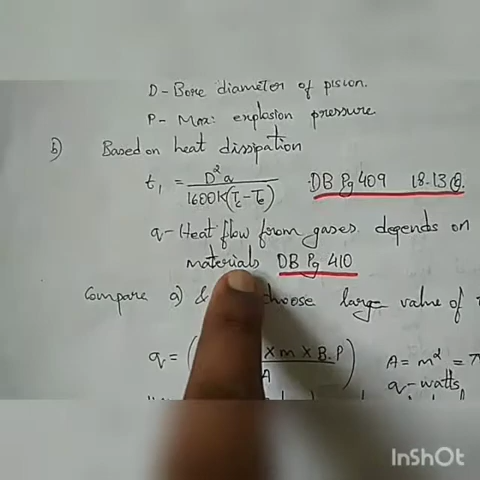 D - Bore diameter of piston.
P - Max: explosion pressure
b) Based on heat dissipation
t₁ = D²q / 1600K(Tc - Te) DB Pg 409 18.13
q - Heat flow from gases depends on
materials DB Pg 410
Compare a) & choose large value of
q = ( × m × B.P / A ) A = m² =
q - watts.
InShOt